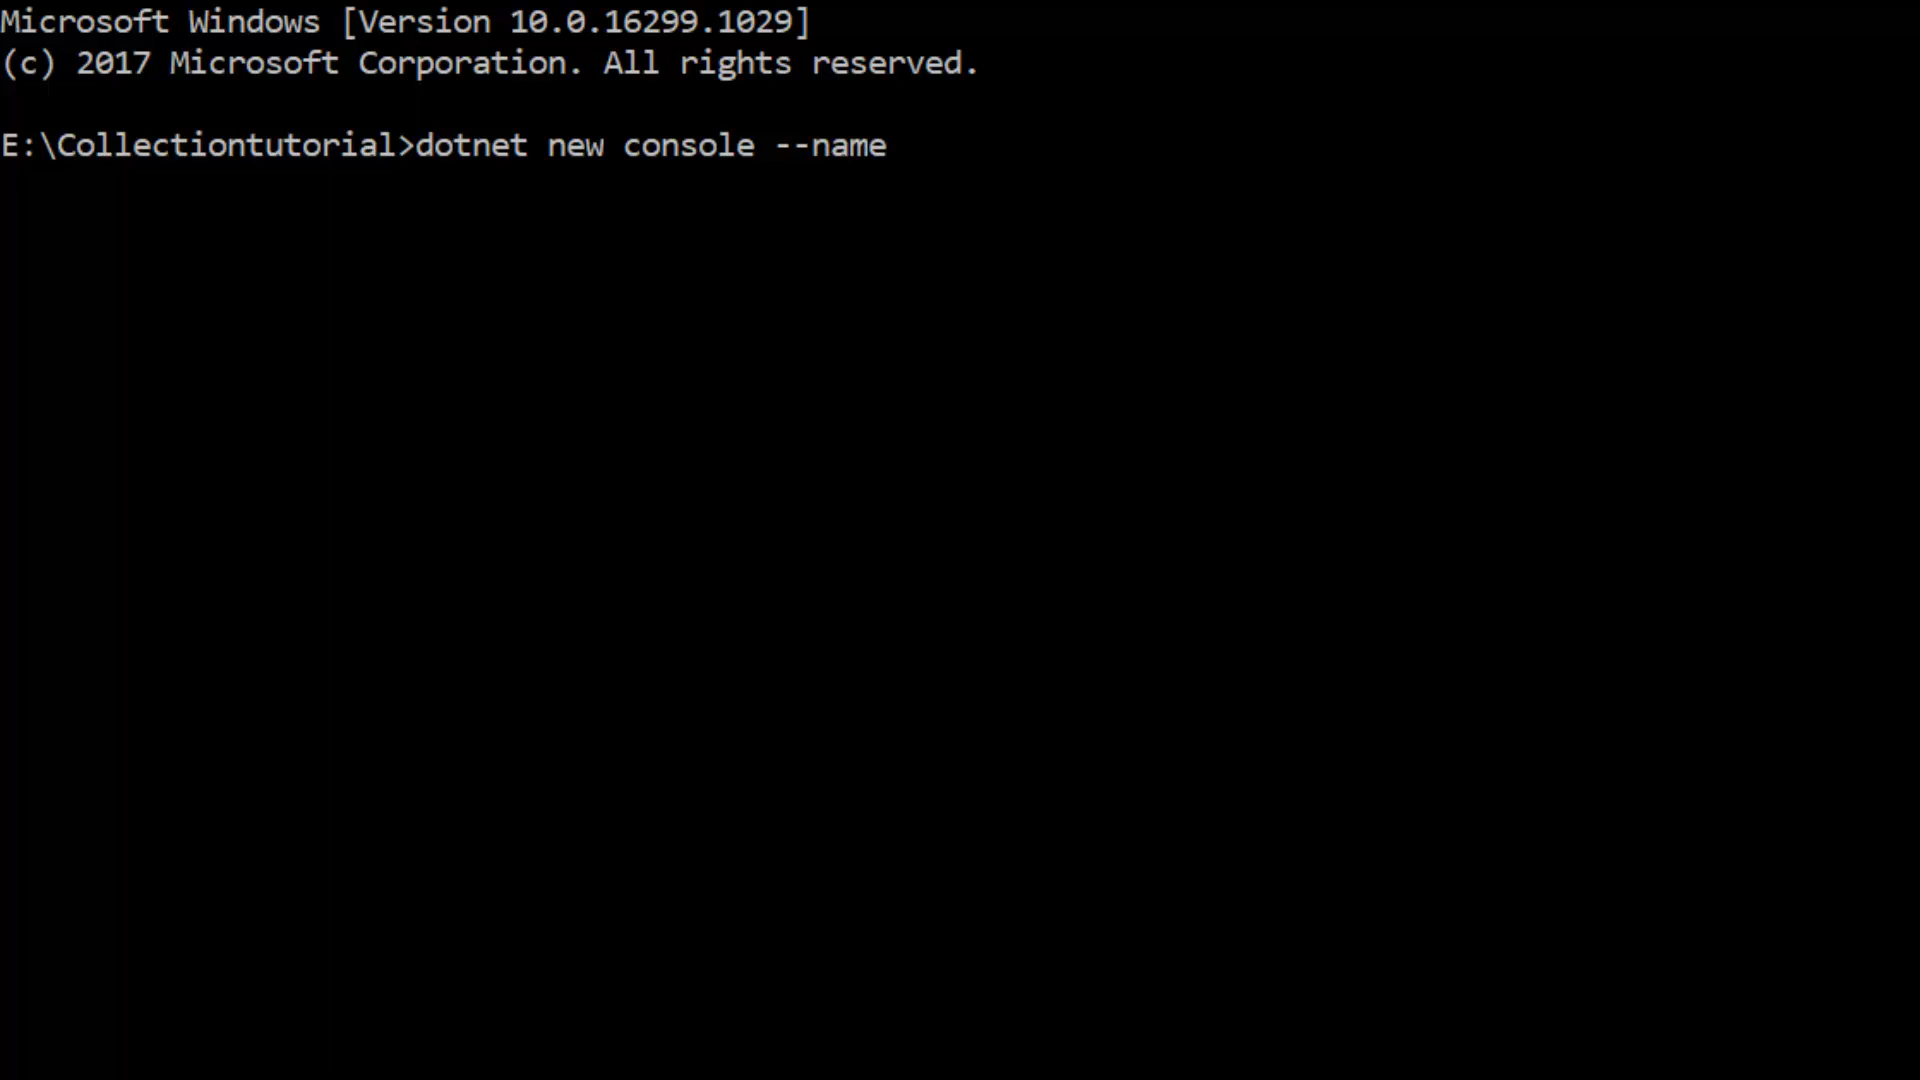 Microsoft Windows [Version 10.0.16299.1029]
(c) 2017 Microsoft Corporation. All rights reserved.
E:\Collectiontutorial>dotnet new console --name